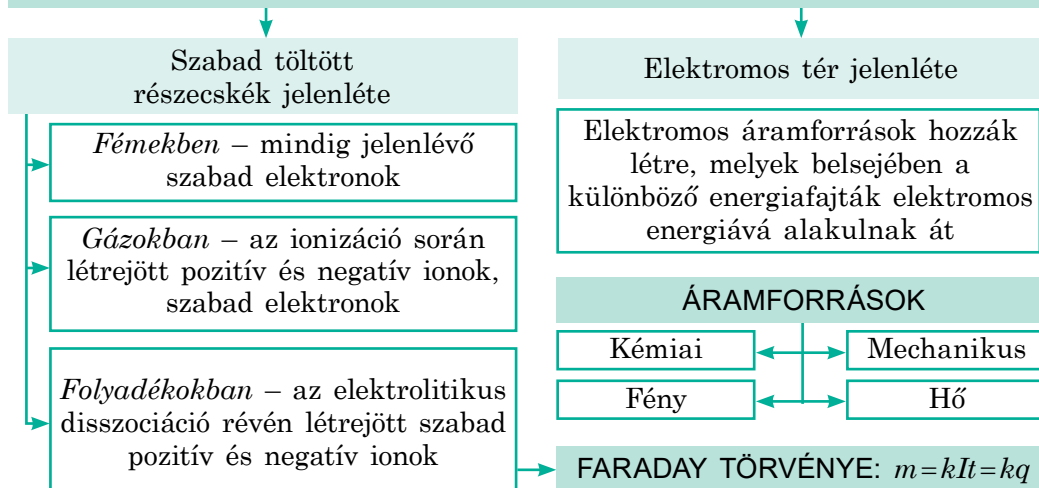 Szabad töltött
részecskék jelenléte
Fémekben – mindig jelenlévő
szabad elektronok
Gázokban – az ionizáció során
létrejött pozitív és negatív ionok,
szabad elektronok
Folyadékokban – az elektrolitikus
disszociáció révén létrejött szabad
pozitív és negatív ionok
Elektromos tér jelenléte
Elektromos áramforrások hozzák
létre, melyek belsejében a
különböző energiafajták elektromos
energiává alakulnak át
ÁRAMFORRÁSOK
Kémiai
Mechanikus
Fény
Hő
FARADAY TÖRVÉNYE: m=kIt=kq